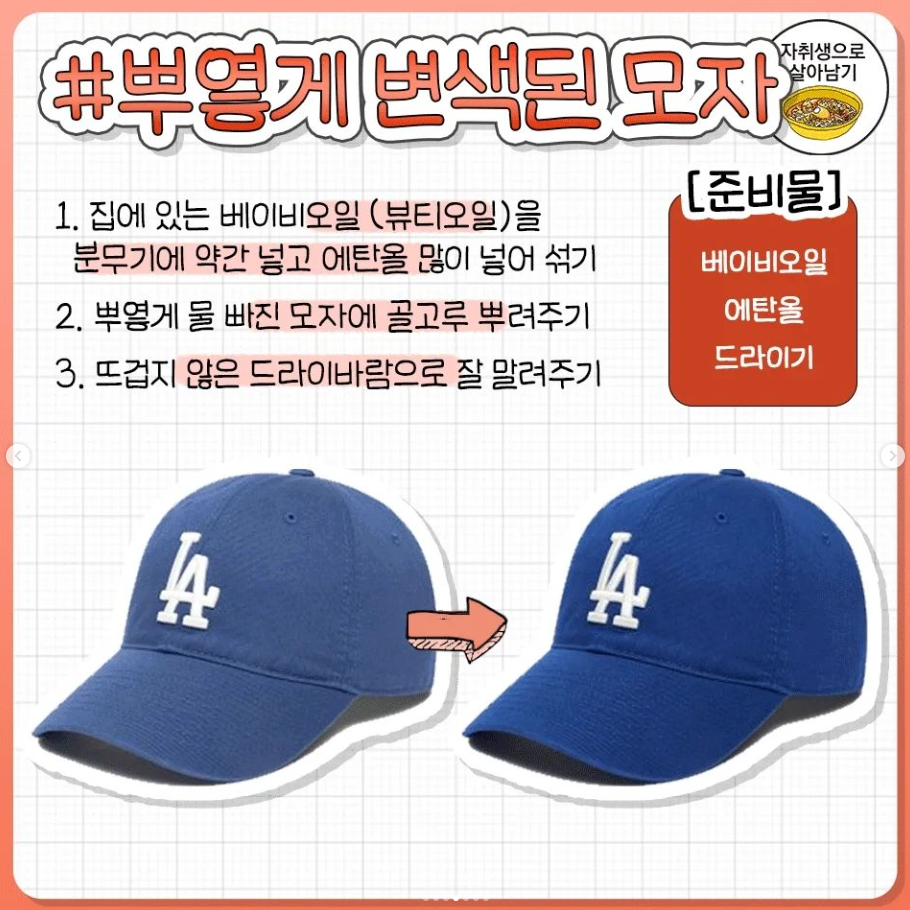 #뿌옇게 변색된 모자
자취생으로
살아남기
1. 집에 있는 베이비오일 (뷰티오일)을
분무기에 약간 넣고 에탄올 많이 넣어 섞기
2. 뿌옇게 물 빠진 모자에 골고루 뿌려주기
3. 뜨겁지 않은 드라이바람으로 잘 말려주기
[준비물]
베이비오일
에탄올
드라이기
LA
LA